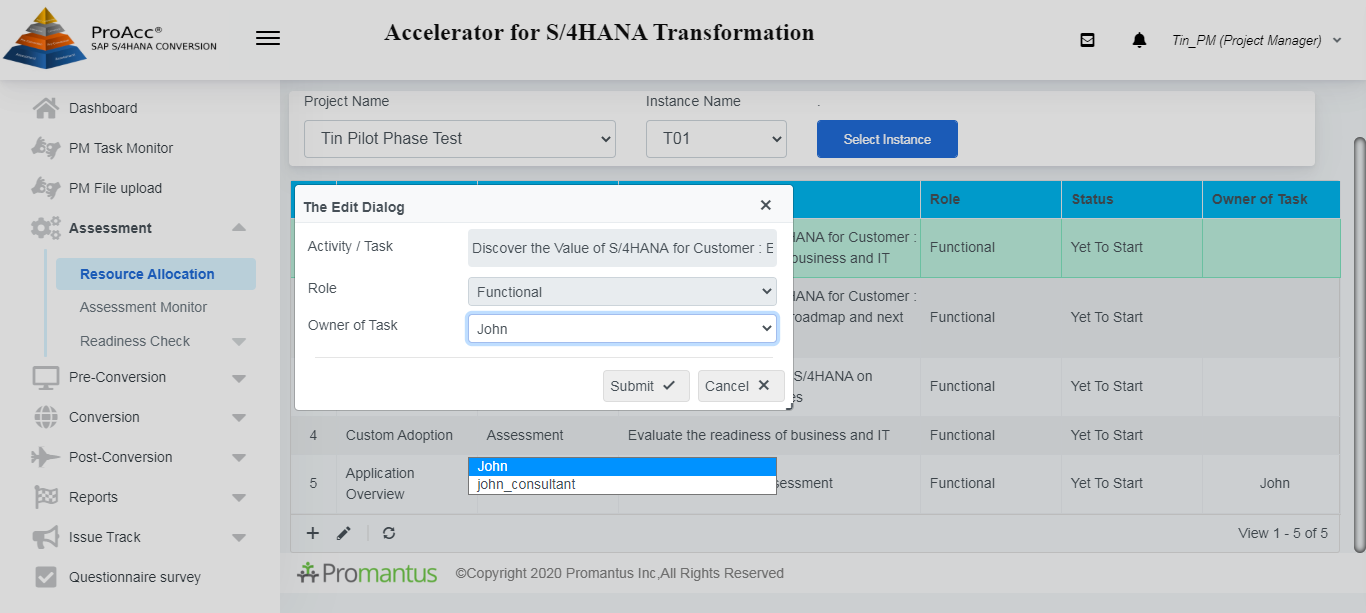 ProAcc®
SAP S/4HANA CONVERSION
Accelerator for S/4HANA Transformation
Tin_PM (Project Manager)
Dashboard
PM Task Monitor
PM File upload
Assessment
Resource Allocation
Assessment Monitor
Readiness Check
Pre-Conversion
Conversion
Post-Conversion
Reports
Issue Track
Questionnaire survey
Project Name
Instance Name
.
Tin Pilot Phase Test
T01
Select Instance
Role
Status
Owner of Task
HANA for Customer :
business and IT
Functional
Yet To Start
HANA for Customer :
roadmap and next
Functional
Yet To Start
S/4HANA on
Functional
Yet To Start
4
Custom Adoption
Assessment
Evaluate the readiness of business and IT
Functional
Yet To Start
5
Application
Overview
Functional
Yet To Start
John
The Edit Dialog
Activity / Task
Discover the Value of S/4HANA for Customer : E
Role
Functional
Owner of Task
John
Submit
Cancel
John
john_consultant
View 1 - 5 of 5
Promantus
©Copyright 2020 Promantus Inc,All Rights Reserved